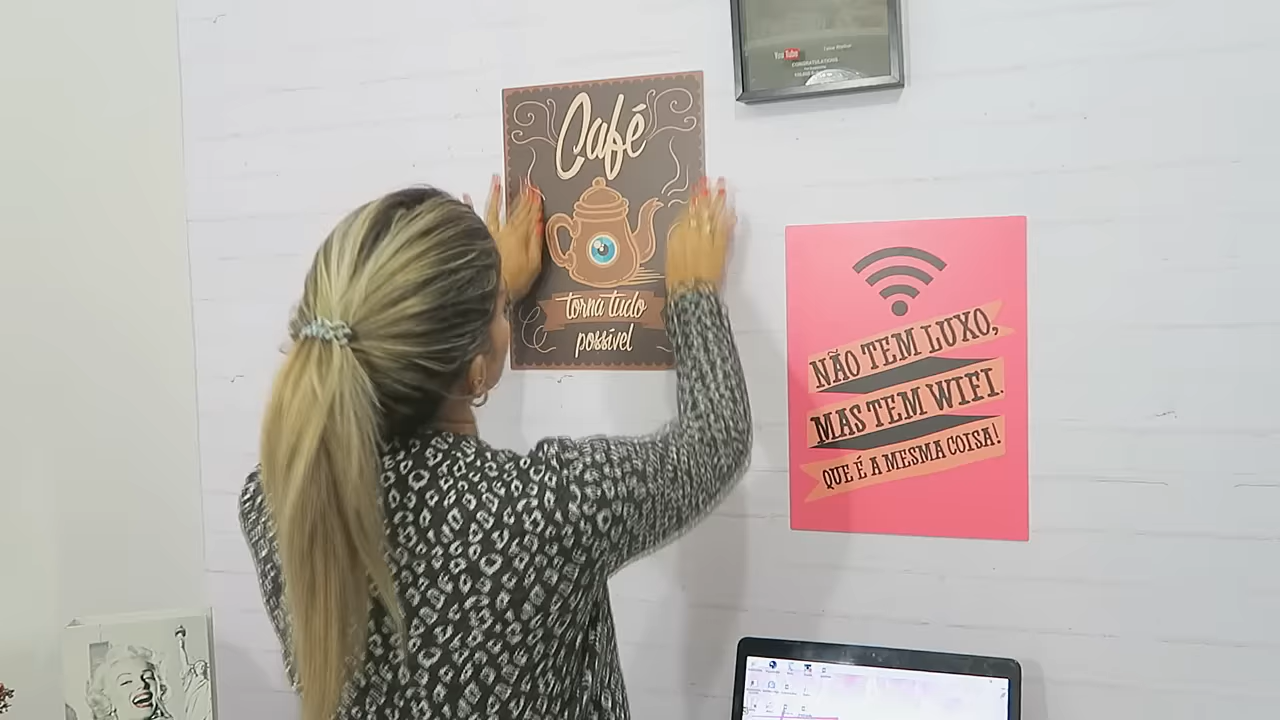 YouTube
CONGRATULATIONS
Café
torna tudo
possível
NÃO TEM LUXO,
MAS TEM WIFI.
QUE É A MESMA COISA!